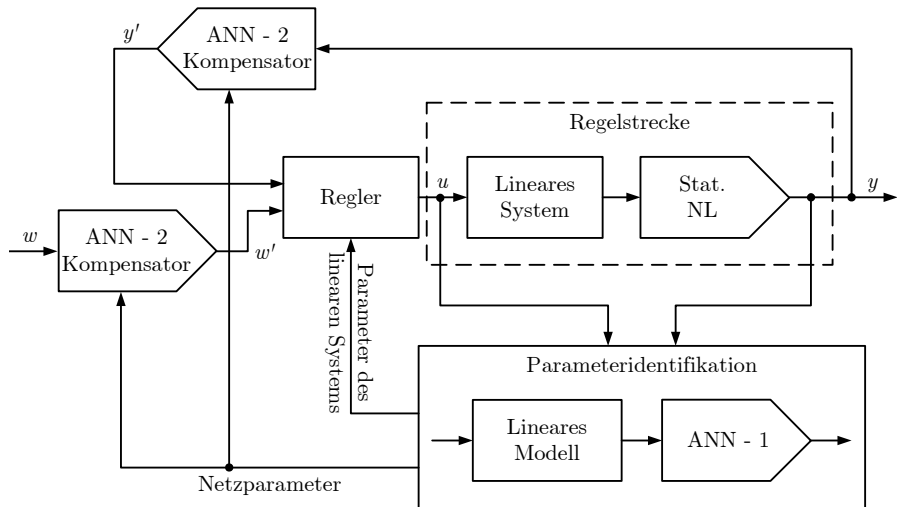 y′
ANN - 2
Kompensator
Regelstrecke
Regler
u
Lineares
System
Stat.
NL
y
w
ANN - 2
Kompensator
w′
Parameter des
linearen Systems
Parameteridentifikation
Lineares
Modell
ANN - 1
Netzparameter